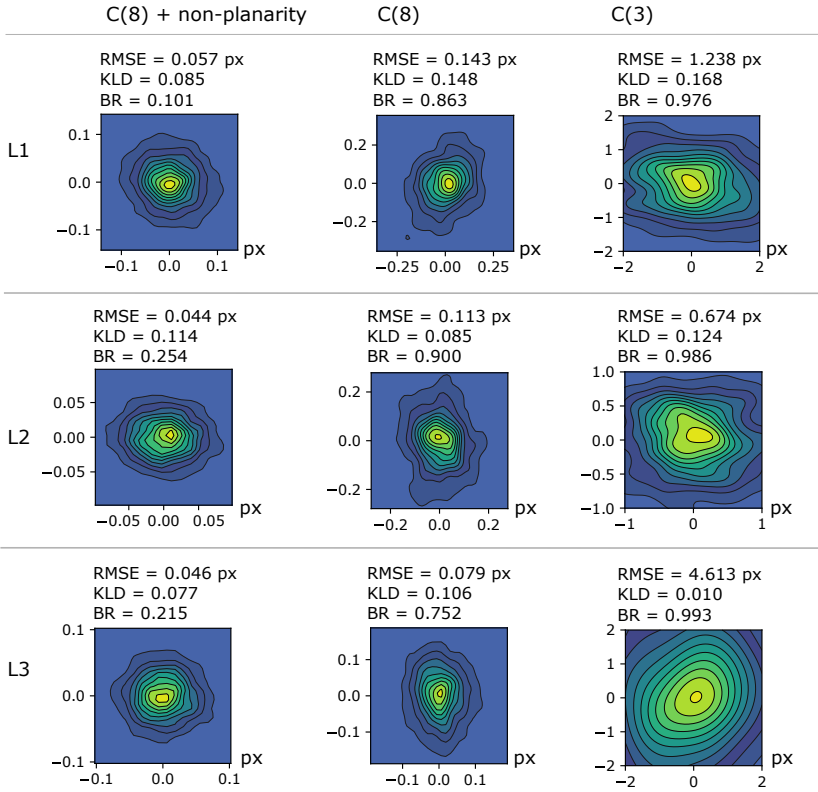 C(8) + non-planarity C(8) C(3)
L1
RMSE = 0.057 px
KLD = 0.085
BR = 0.101
0.1
0.0
−0.1
−0.1 0.0 0.1 px
RMSE = 0.143 px
KLD = 0.148
BR = 0.863
0.2
0.0
−0.2
−0.25 0.00 0.25 px
RMSE = 1.238 px
KLD = 0.168
BR = 0.976
2
1
0
−1
−2
−2 0 2 px
L2
RMSE = 0.044 px
KLD = 0.114
BR = 0.254
0.05
0.00
−0.05
−0.05 0.00 0.05 px
RMSE = 0.113 px
KLD = 0.085
BR = 0.900
0.2
0.0
−0.2
−0.2 0.0 0.2 px
RMSE = 0.674 px
KLD = 0.124
BR = 0.986
1.0
0.5
0.0
−0.5
−1.0
−1 0 1 px
L3
RMSE = 0.046 px
KLD = 0.077
BR = 0.215
0.1
0.0
−0.1
−0.1 0.0 0.1 px
RMSE = 0.079 px
KLD = 0.106
BR = 0.752
0.1
0.0
−0.1
−0.1 0.0 0.1 px
RMSE = 4.613 px
KLD = 0.010
BR = 0.993
2
1
0
−1
−2
−2 0 2 px